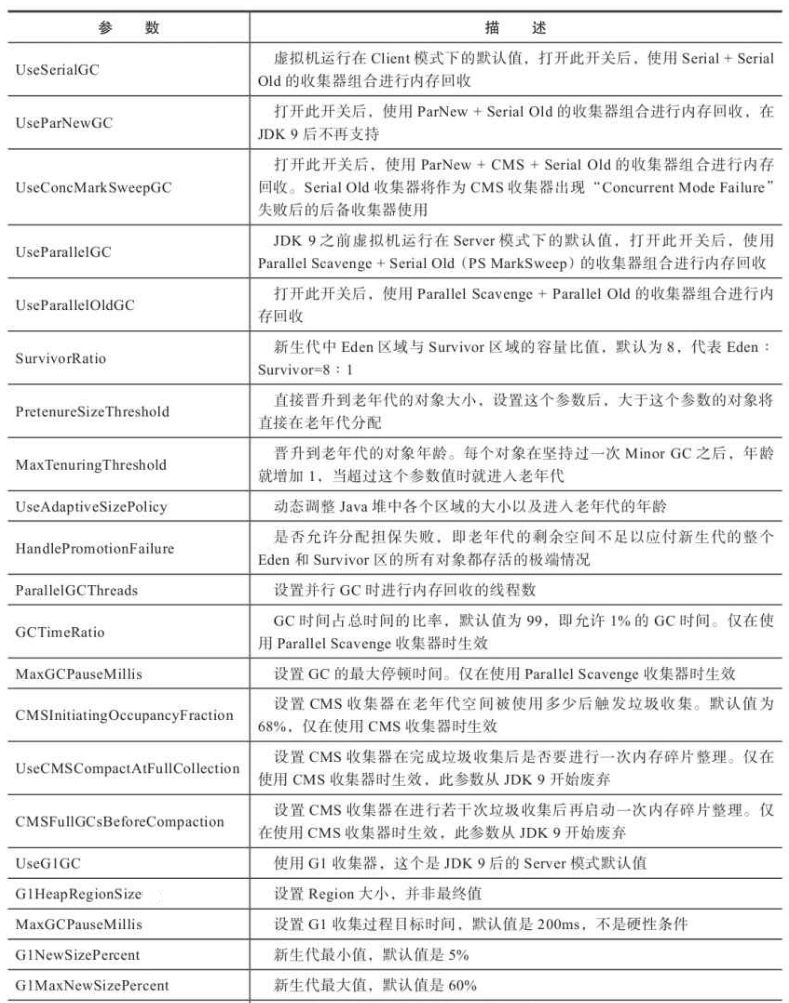 参 数 描 述
UseSerialGC
虚拟机运行在 Client 模式下的默认值，打开此开关后，使用 Serial + Serial
Old 的收集器组合进行内存回收
UseParNewGC
打开此开关后，使用 ParNew + Serial Old 的收集器组合进行内存回收，在
JDK 9 后不再支持
UseConcMarkSweepGC
打开此开关后，使用 ParNew + CMS + Serial Old 的收集器组合进行内存
回收。Serial Old 收集器将作为 CMS 收集器出现“Concurrent Mode Failure”
失败后的后备收集器使用
UseParallelGC
JDK 9 之前虚拟机运行在 Server 模式下的默认值，打开此开关后，使用
Parallel Scavenge + Serial Old（PS MarkSweep）的收集器组合进行内存回收
UseParallelOldGC
打开此开关后，使用 Parallel Scavenge + Parallel Old 的收集器组合进行内
存回收
SurvivorRatio
新生代中 Eden 区域与 Survivor 区域的容量比值，默认为 8，代表 Eden：
Survivor=8：1
PretenureSizeThreshold
直接晋升到老年代的对象大小，设置这个参数后，大于这个参数的对象将
直接在老年代分配
MaxTenuringThreshold
晋升到老年代的对象年龄。每个对象在坚持过一次 Minor GC 之后，年龄
就增加 1，当超过这个参数值时就进入老年代
UseAdaptiveSizePolicy
动态调整 Java 堆中各个区域的大小以及进入老年代的年龄
HandlePromotionFailure
是否允许分配担保失败，即老年代的剩余空间不足以应付新生代的整个
Eden 和 Survivor 区的所有对象都存活的极端情况
ParallelGCThreads
设置并行 GC 时进行内存回收的线程数
GCTimeRatio
GC 时间占总时间的比率，默认值为 99，即允许 1% 的 GC 时间。仅在使
用 Parallel Scavenge 收集器时生效
MaxGCPauseMillis
设置 GC 的最大停顿时间。仅在使用 Parallel Scavenge 收集器时生效
CMSInitiatingOccupancyFraction
设置 CMS 收集器在老年代空间被使用多少后触发垃圾收集。默认值为
68%，仅在使用 CMS 收集器时生效
UseCMSCompactAtFullCollection
设置 CMS 收集器在完成垃圾收集后是否要进行一次内存碎片整理。仅在
使用 CMS 收集器时生效，此参数从 JDK 9 开始废弃
CMSFullGCsBeforeCompaction
设置 CMS 收集器在进行若干次垃圾收集后再启动一次内存碎片整理。仅
在使用 CMS 收集器时生效，此参数从 JDK 9 开始废弃
UseG1GC
使用 G1 收集器，这个是 JDK 9 后的 Server 模式默认值
G1HeapRegionSize
设置 Region 大小，并非最终值
MaxGCPauseMillis
设置 G1 收集过程目标时间，默认值是 200ms，不是硬性条件
G1NewSizePercent
新生代最小值，默认值是 5%
G1MaxNewSizePercent
新生代最大值，默认值是 60%